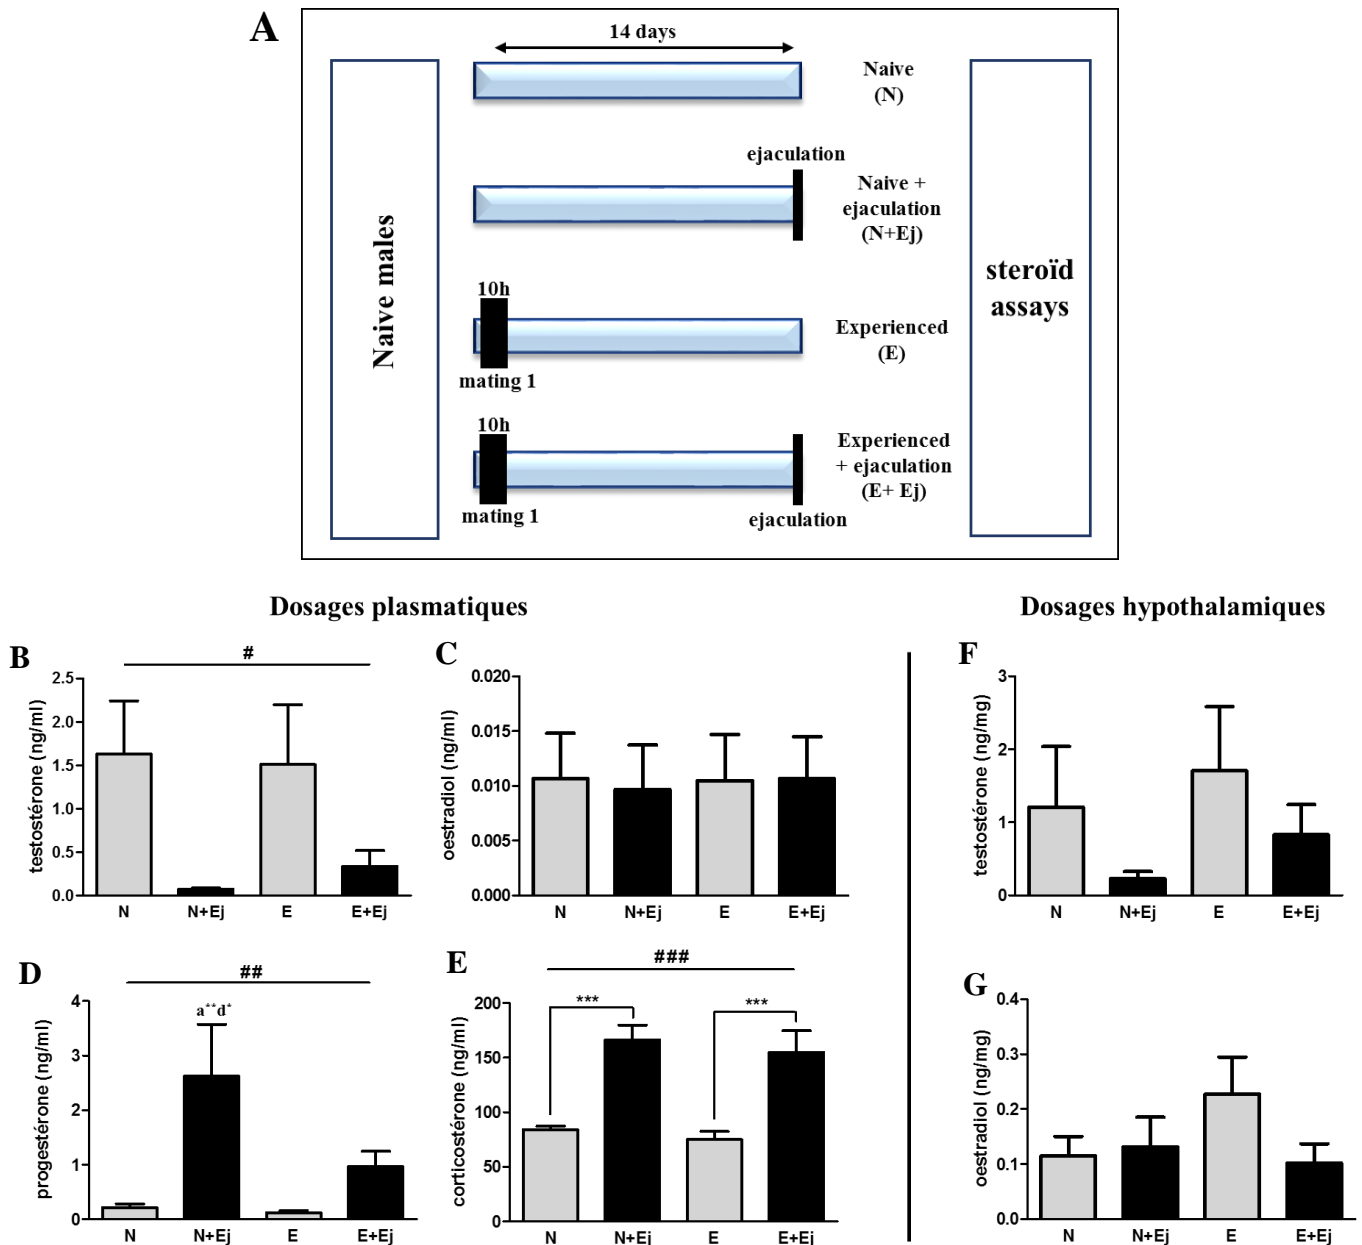 A
14 days
Naive males
Naive
(N)
ejaculation
Naive +
ejaculation
(N+Ej)
10h
mating 1
Experienced
(E)
10h
mating 1
ejaculation
Experienced
+ ejaculation
(E+ Ej)
steroïd
assays
Dosages plasmatiques
Dosages hypothalamiques
B
#
testostérone (ng/ml)
2.5
2.0
1.5
1.0
0.5
0.0
N N+Ej E E+Ej
C
oestradiol (ng/ml)
0.020
0.015
0.010
0.005
0.000
N N+Ej E E+Ej
F
testostérone (ng/mg)
3
2
1
0
N N+Ej E E+Ej
D
##
a**d*
progestérone (ng/ml)
4
3
2
1
0
N N+Ej E E+Ej
E
###
*** ***
corticostérone (ng/ml)
200
150
100
50
0
N N+Ej E E+Ej
G
oestradiol (ng/mg)
0.4
0.3
0.2
0.1
0.0
N N+Ej E E+Ej